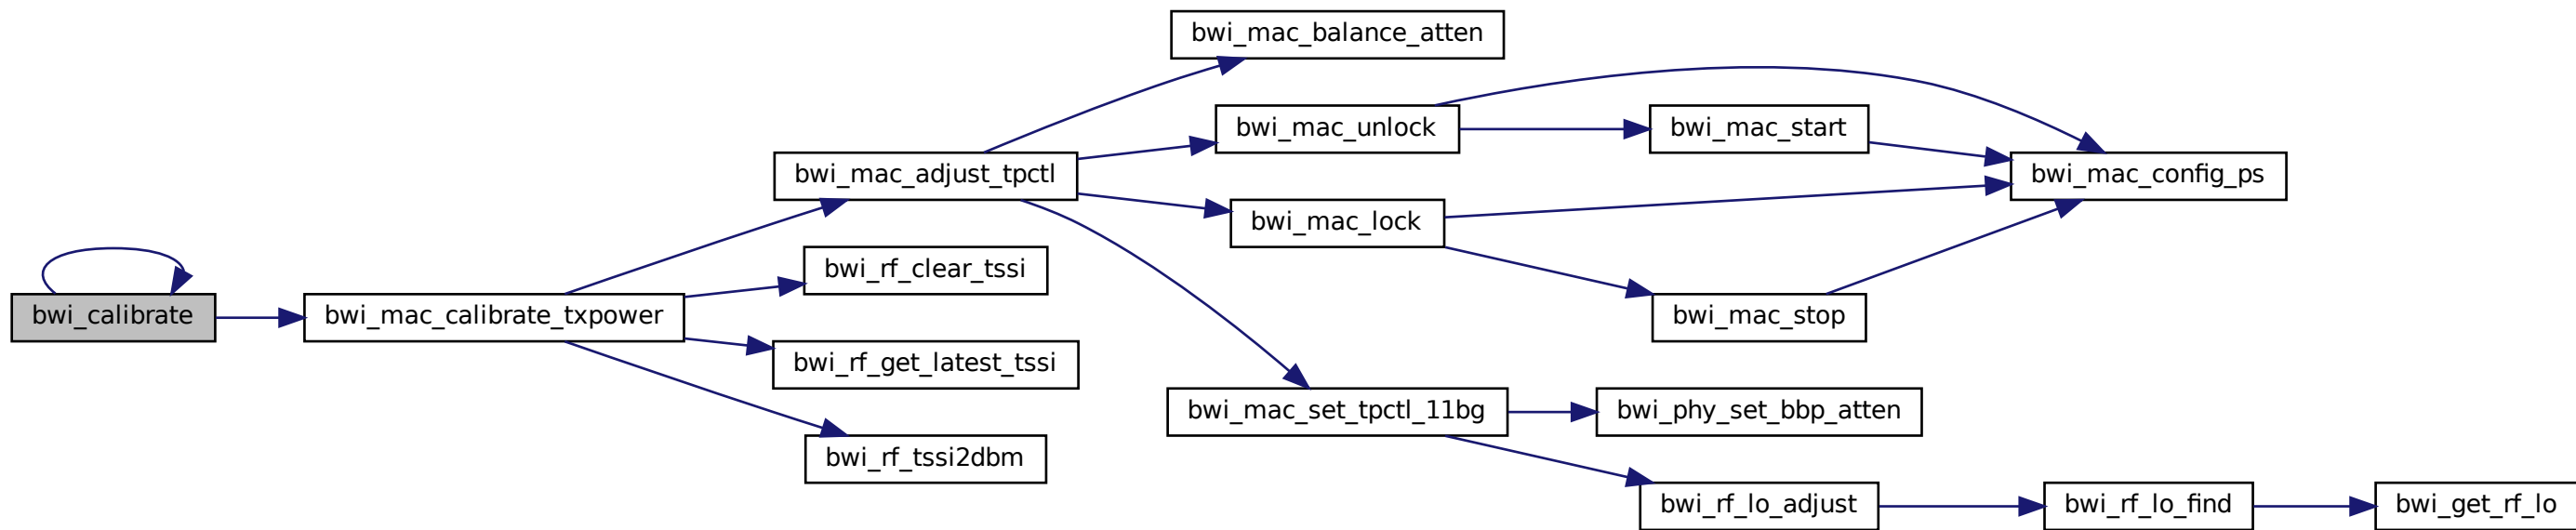 bwi_mac_balance_atten
bwi_mac_unlock
bwi_mac_start
bwi_mac_adjust_tpctl
bwi_mac_config_ps
bwi_mac_lock
bwi_rf_clear_tssi
bwi_calibrate
bwi_mac_calibrate_txpower
bwi_mac_stop
bwi_rf_get_latest_tssi
bwi_mac_set_tpctl_11bg
bwi_phy_set_bbp_atten
bwi_rf_tssi2dbm
bwi_rf_lo_adjust
bwi_rf_lo_find
bwi_get_rf_lo